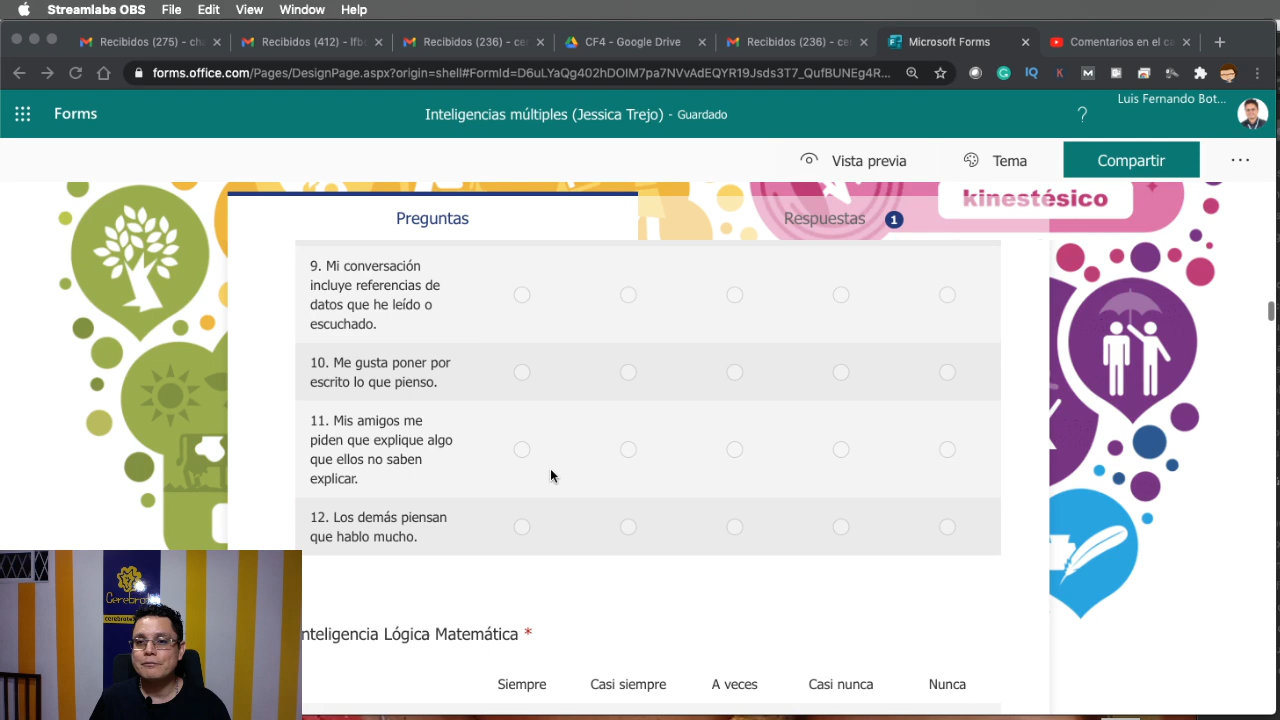 Streamlabs OBS File Edit View Window Help
Recibidos (275) - ch
Recibidos (412) - lfbo
Recibidos (236) - ce
CF4 - Google Drive
Recibidos (236) - ce
Microsoft Forms
Comentarios en el ca
forms.office.com/Pages/DesignPage.aspx?origin=shell#FormId=D6uLYaQg402hDOIM7pa7NVvAdEQYR19Jsds3T7_QufBUNEg4R...
Forms
Inteligencias múltiples (Jessica Trejo) - Guardado
?
Luis Fernando Bot...
Vista previa
Tema
Compartir
...
kinestésico
Preguntas
Respuestas 1
9. Mi conversación
incluye referencias de
datos que he leído o
escuchado.
10. Me gusta poner por
escrito lo que pienso.
11. Mis amigos me
piden que explique algo
que ellos no saben
explicar.
12. Los demás piensan
que hablo mucho.
nteligencia Lógica Matemática *
Siempre Casi siempre A veces Casi nunca Nunca